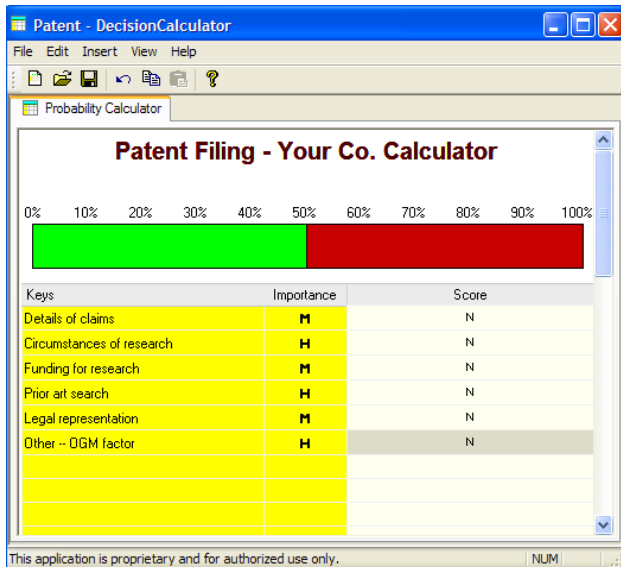 Patent - DecisionCalculator
File Edit Insert View Help
Probability Calculator
Patent Filing - Your Co. Calculator
0% 10% 20% 30% 40% 50% 60% 70% 80% 90% 100%
Keys Importance Score
Details of claims M N
Circumstances of research H N
Funding for research M N
Prior art search H N
Legal representation M N
Other -- OGM factor H N
This application is proprietary and for authorized use only. NUM